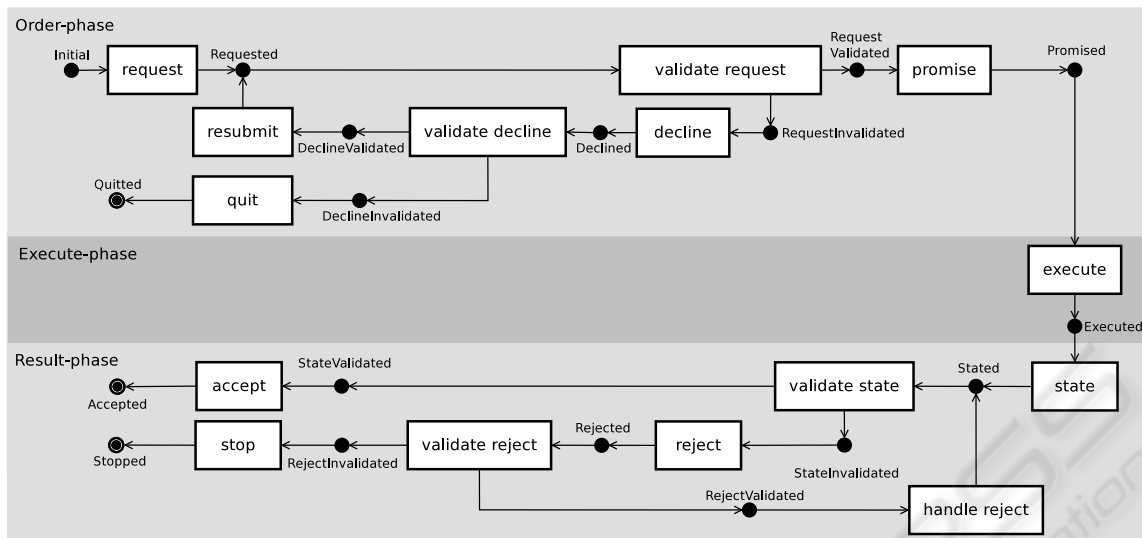 Order-phase
Initial
request
Requested
validate request
Request
Validated
promise
Promised
resubmit
DeclineValidated
validate decline
Declined
decline
RequestInvalidated
Quitted
quit
DeclineInvalidated
Execute-phase
execute
Executed
Result-phase
StateValidated
accept
Accepted
validate state
Stated
state
stop
Stopped
RejectInvalidated
validate reject
Rejected
reject
StateInvalidated
RejectValidated
handle reject